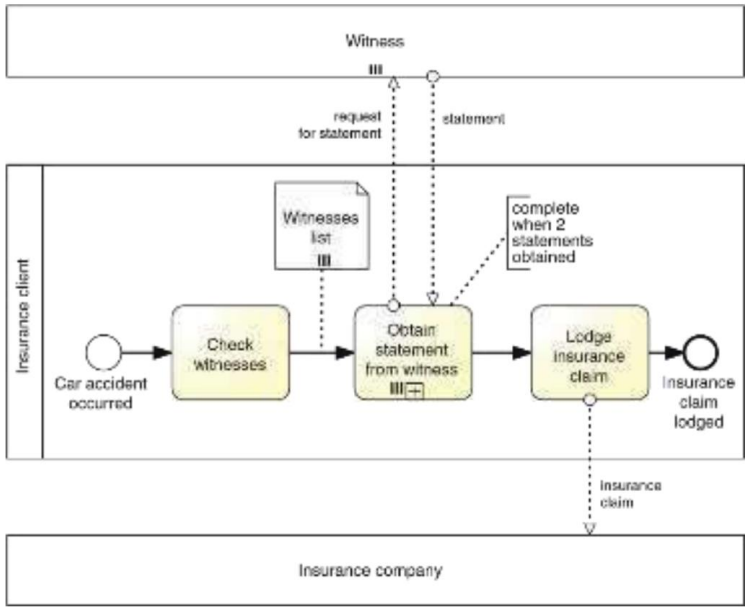 Witness
request
for statement
statement
Insurance client
Witnesses
list
complete
when 2
statements
obtained
Car accident
occurred
Check
witnesses
Obtain
statement
from witness
Lodge
insurance
claim
Insurance
claim
lodged
insurance
claim
Insurance company